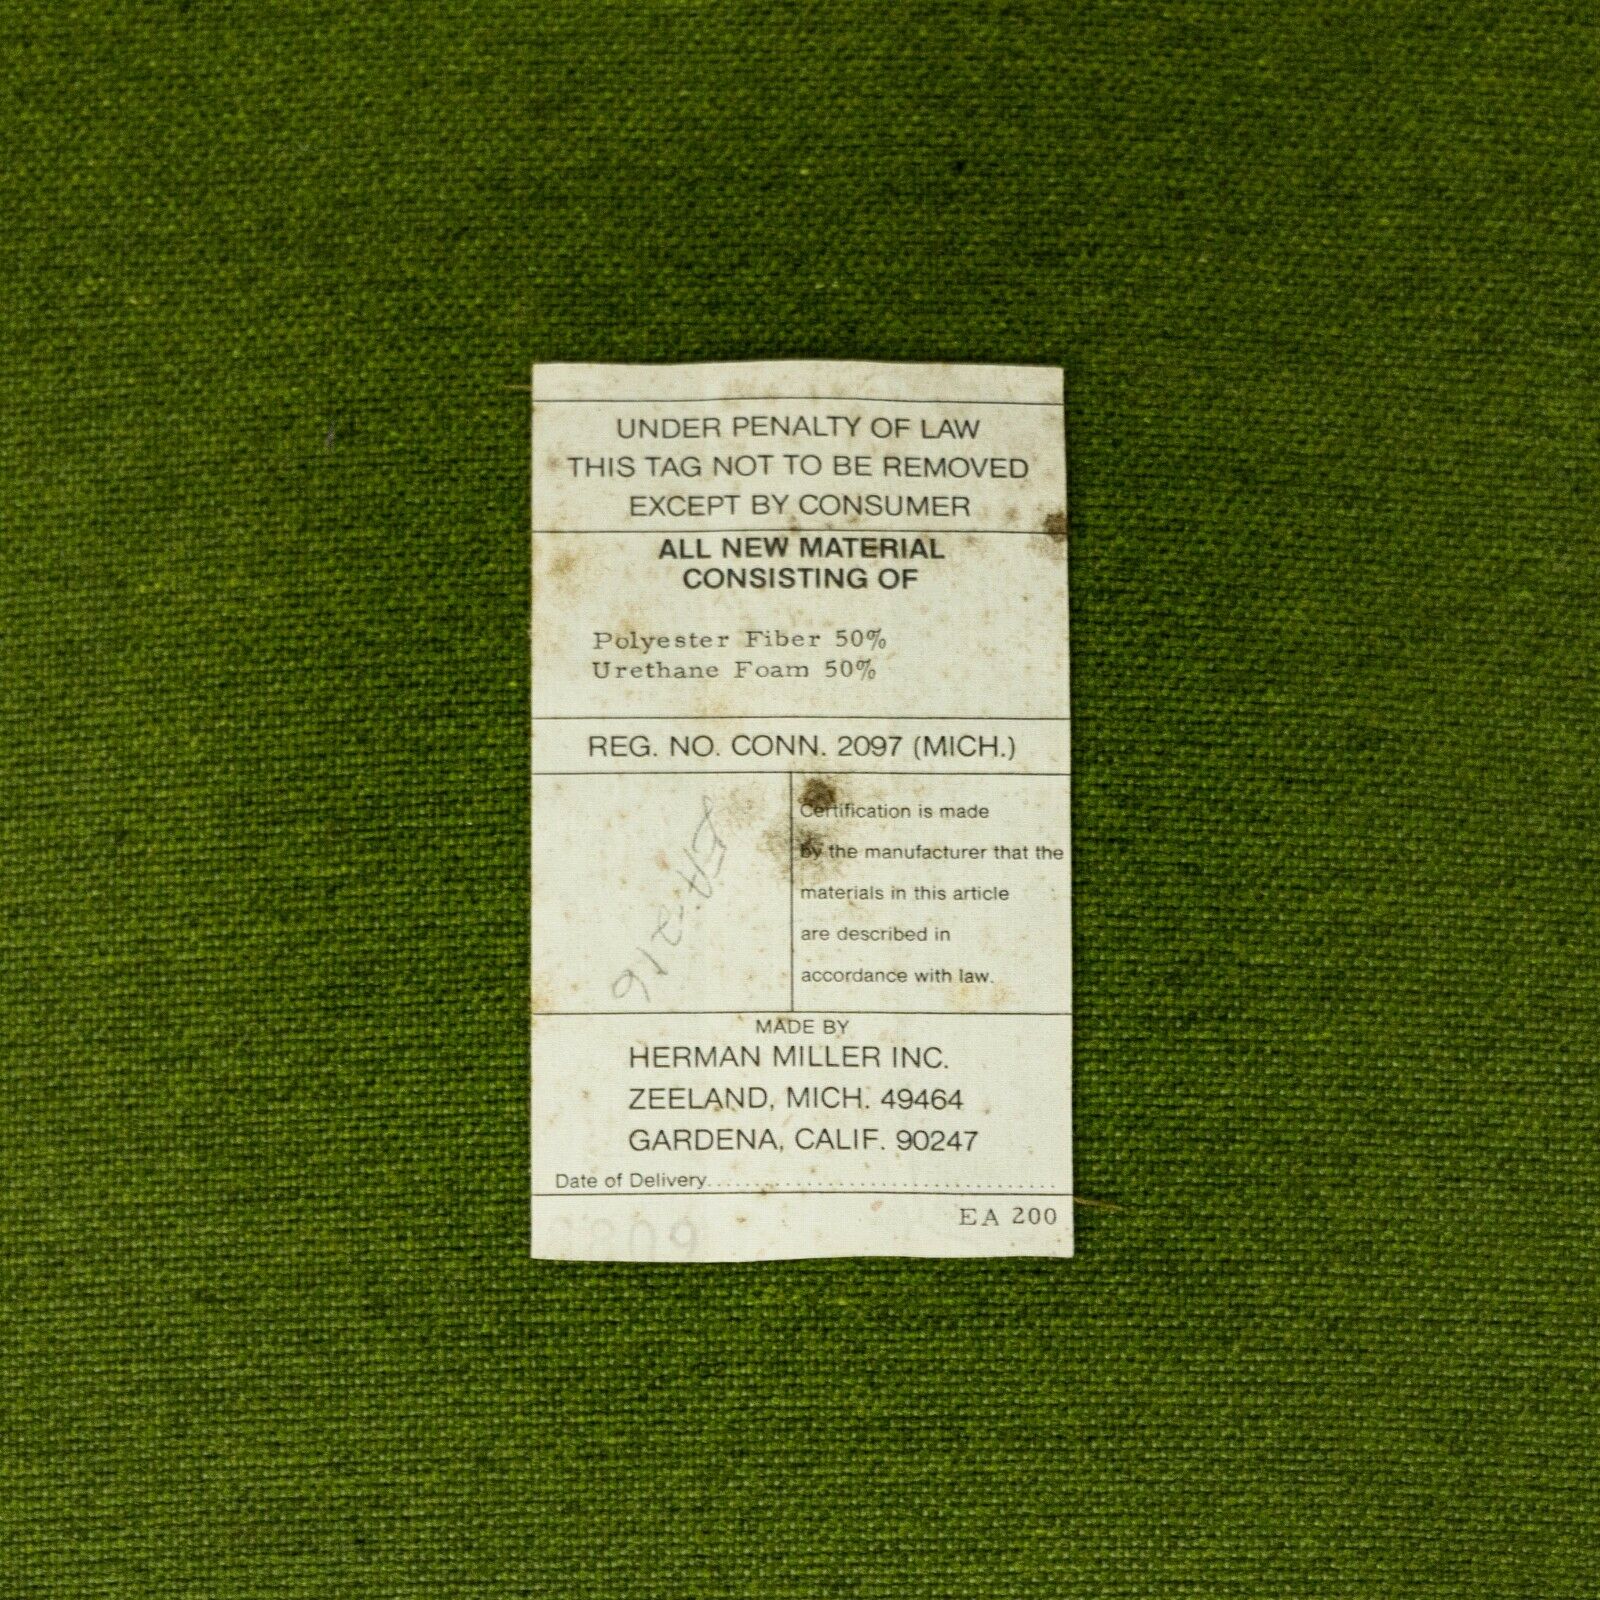 UNDER PENALTY OF LAW
THIS TAG NOT TO BE REMOVED
EXCEPT BY CONSUMER
ALL NEW MATERIAL
CONSISTING OF
Polyester Fiber 50%
Urethane Foam 50%
REG. NO. CONN. 2097 (MICH.)
EA-216
Certification is made
by the manufacturer that the
materials in this article
are described in
accordance with law.
MADE BY
HERMAN MILLER INC.
ZEELAND, MICH. 49464
GARDENA, CALIF. 90247
Date of Delivery....................................
EA 200